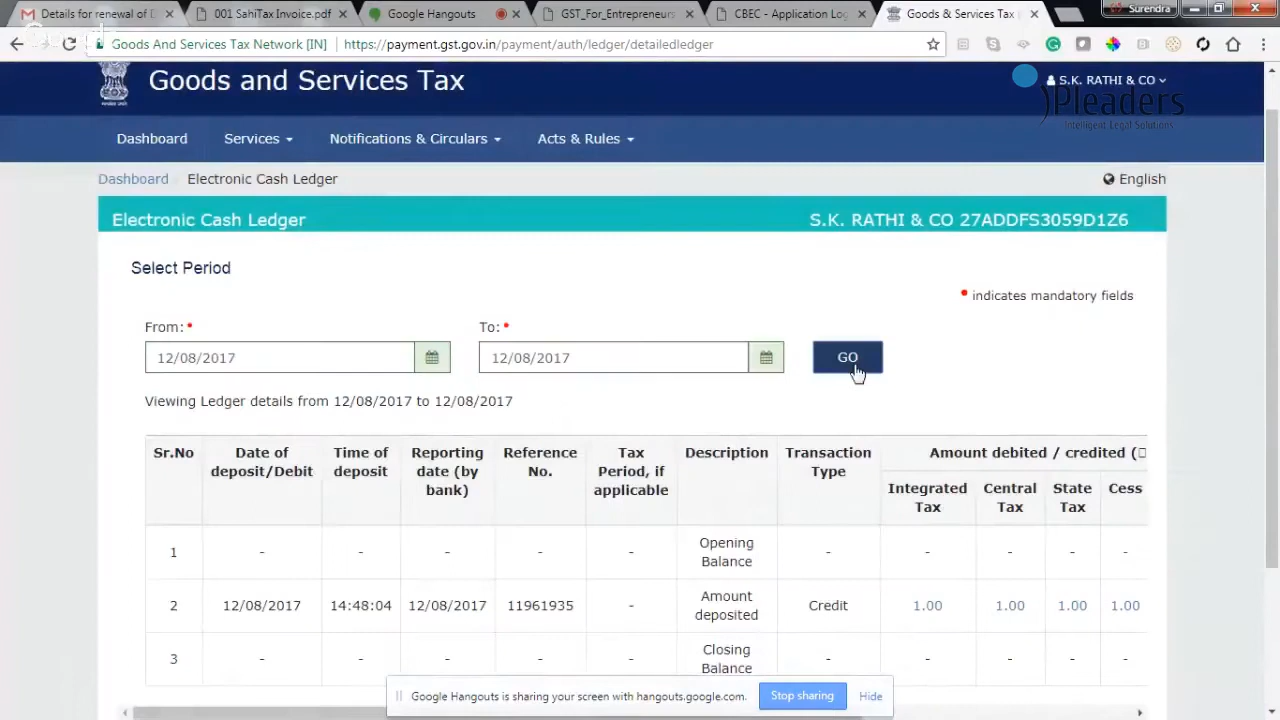 Details for renewal of D
001 SahiTax Invoice.pdf
Google Hangouts
GST_For_Entrepreneurs
CBEC - Application Log
Goods & Services Tax
Surendra
Goods And Services Tax Network [IN]
https://payment.gst.gov.in/payment/auth/ledger/detailedledger
Goods and Services Tax
S.K. RATHI & CO
iPleaders
Intelligent Legal Solutions
Dashboard Services Notifications & Circulars Acts & Rules
Dashboard Electronic Cash Ledger
English
Electronic Cash Ledger
S.K. RATHI & CO 27ADDFS3059D1Z6
Select Period
• indicates mandatory fields
From:•
To:•
12/08/2017
12/08/2017
GO
Viewing Ledger details from 12/08/2017 to 12/08/2017
Sr.No
Date of
deposit/Debit
Time of
deposit
Reporting
date (by
bank)
Reference
No.
Tax
Period, if
applicable
Description
Transaction
Type
Amount debited / credited (
Integrated
Tax
Central
Tax
State
Tax
Cess
1 - - - - - Opening Balance - - - - -
2 12/08/2017 14:48:04 12/08/2017 11961935 - Amount deposited Credit 1.00 1.00 1.00 1.00
3 - - - - - Closing Balance - - - - -
Google Hangouts is sharing your screen with hangouts.google.com.
Stop sharing
Hide